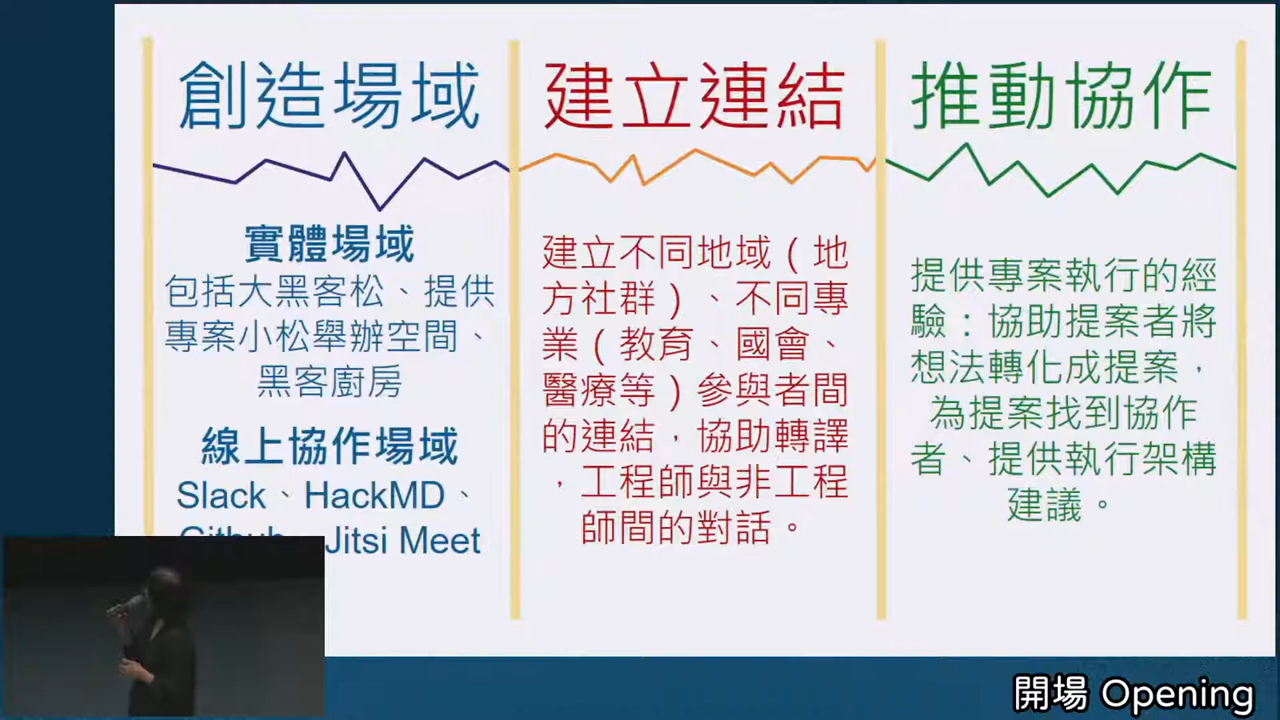 創造場域
實體場域
包括大黑客松、提供
專案小松舉辦空間、
黑客廚房
線上協作場域
Slack、HackMD、
Github、Jitsi Meet
建立連結
建立不同地域（地
方社群）、不同專
業（教育、國會、
醫療等）參與者間
的連結，協助轉譯
，工程師與非工程
師間的對話。
推動協作
提供專案執行的經
驗：協助提案者將
想法轉化成提案，
為提案找到協作
者、提供執行架構
建議。
開場 Opening